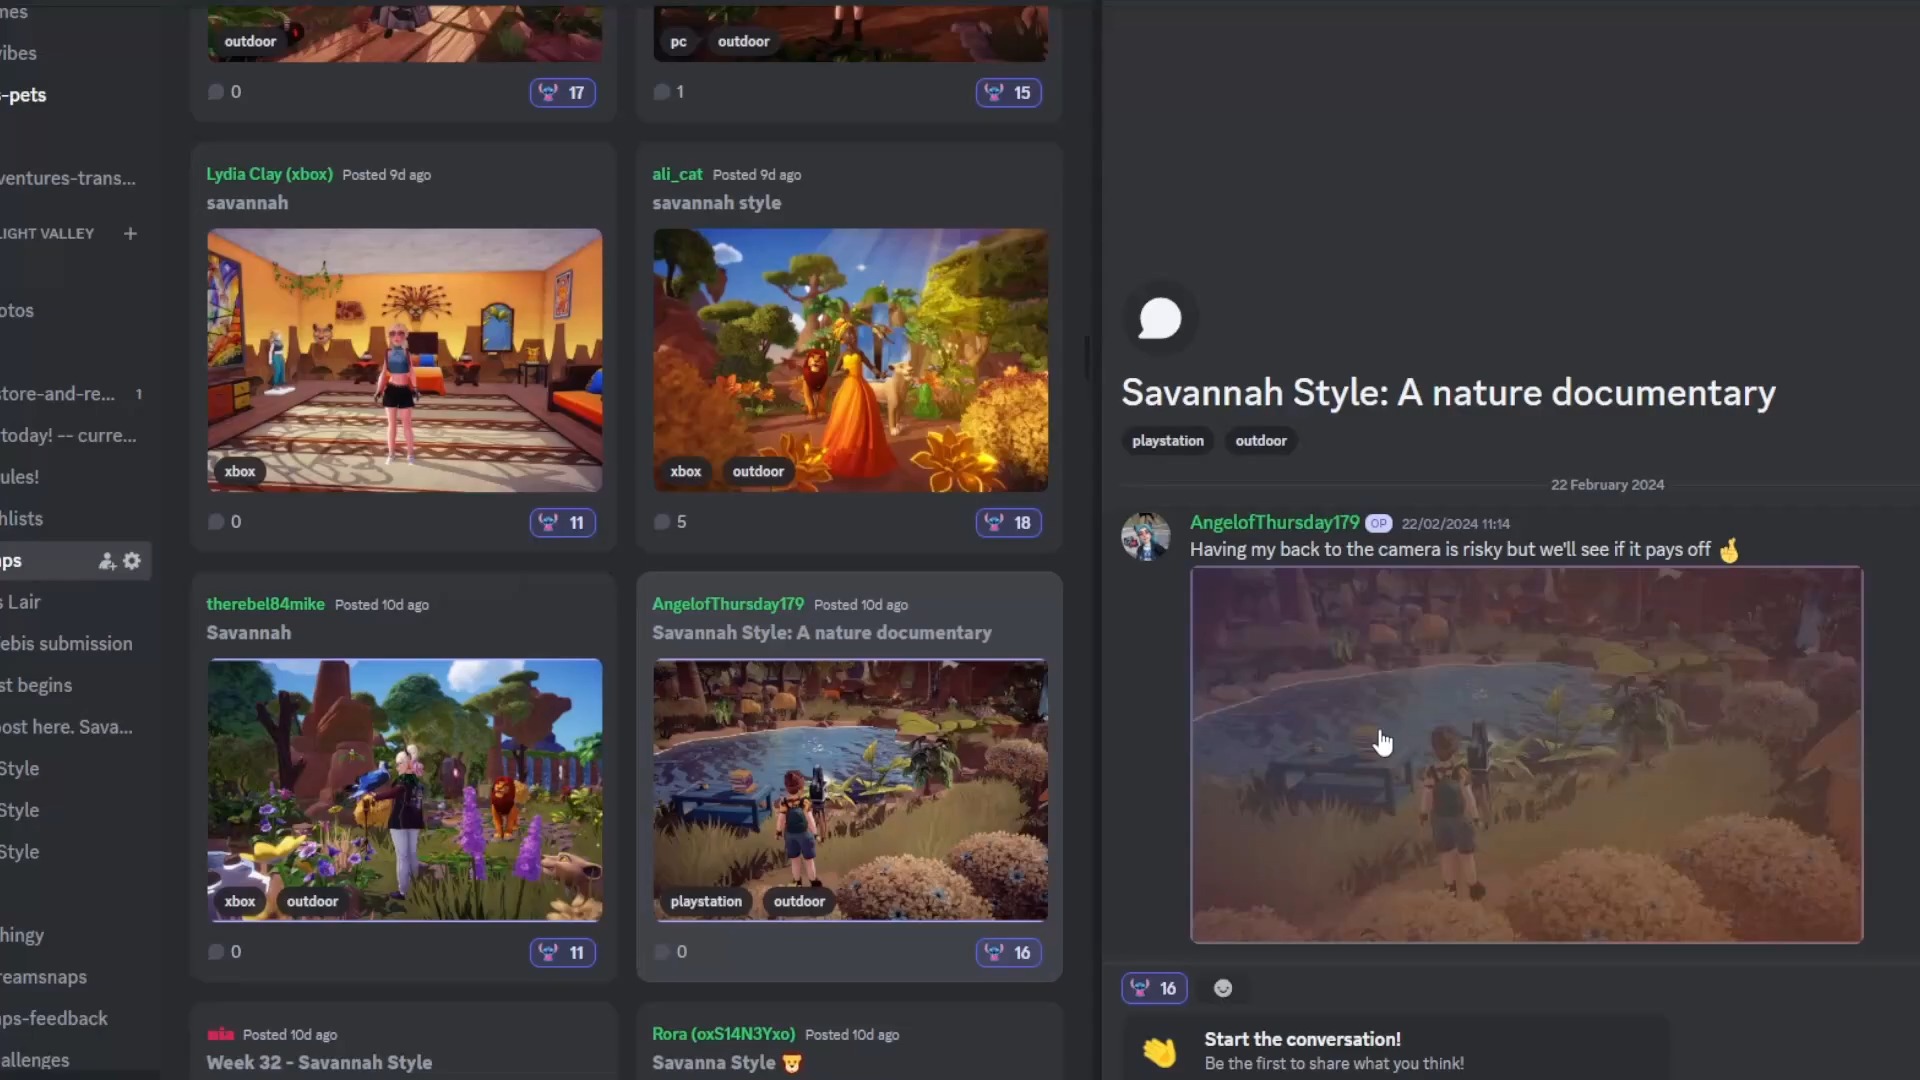 nes
vibes
s-pets
ventures-trans...
LIGHT VALLEY +
otos
store-and-re... 1
today! -- curre...
ules!
hlists
ps
s Lair
ebis submission
st begins
post here. Sava...
Style
Style
Style
hingy
reamsnaps
ps-feedback
allenges
outdoor
0
17
pc outdoor
1
15
Lydia Clay (xbox) Posted 9d ago
savannah
xbox
0
11
ali_cat Posted 9d ago
savannah style
xbox outdoor
5
18
therebel84mike Posted 10d ago
Savannah
xbox outdoor
0
11
AngelofThursday179 Posted 10d ago
Savannah Style: A nature documentary
playstation outdoor
0
16
Posted 10d ago
Week 32 - Savannah Style
Rora (oxS14N3Yxo) Posted 10d ago
Savanna Style 🦁
Savannah Style: A nature documentary
playstation outdoor
22 February 2024
AngelofThursday179 OP 22/02/2024 11:14
Having my back to the camera is risky but we'll see if it pays off 🤞
16
Start the conversation!
Be the first to share what you think!